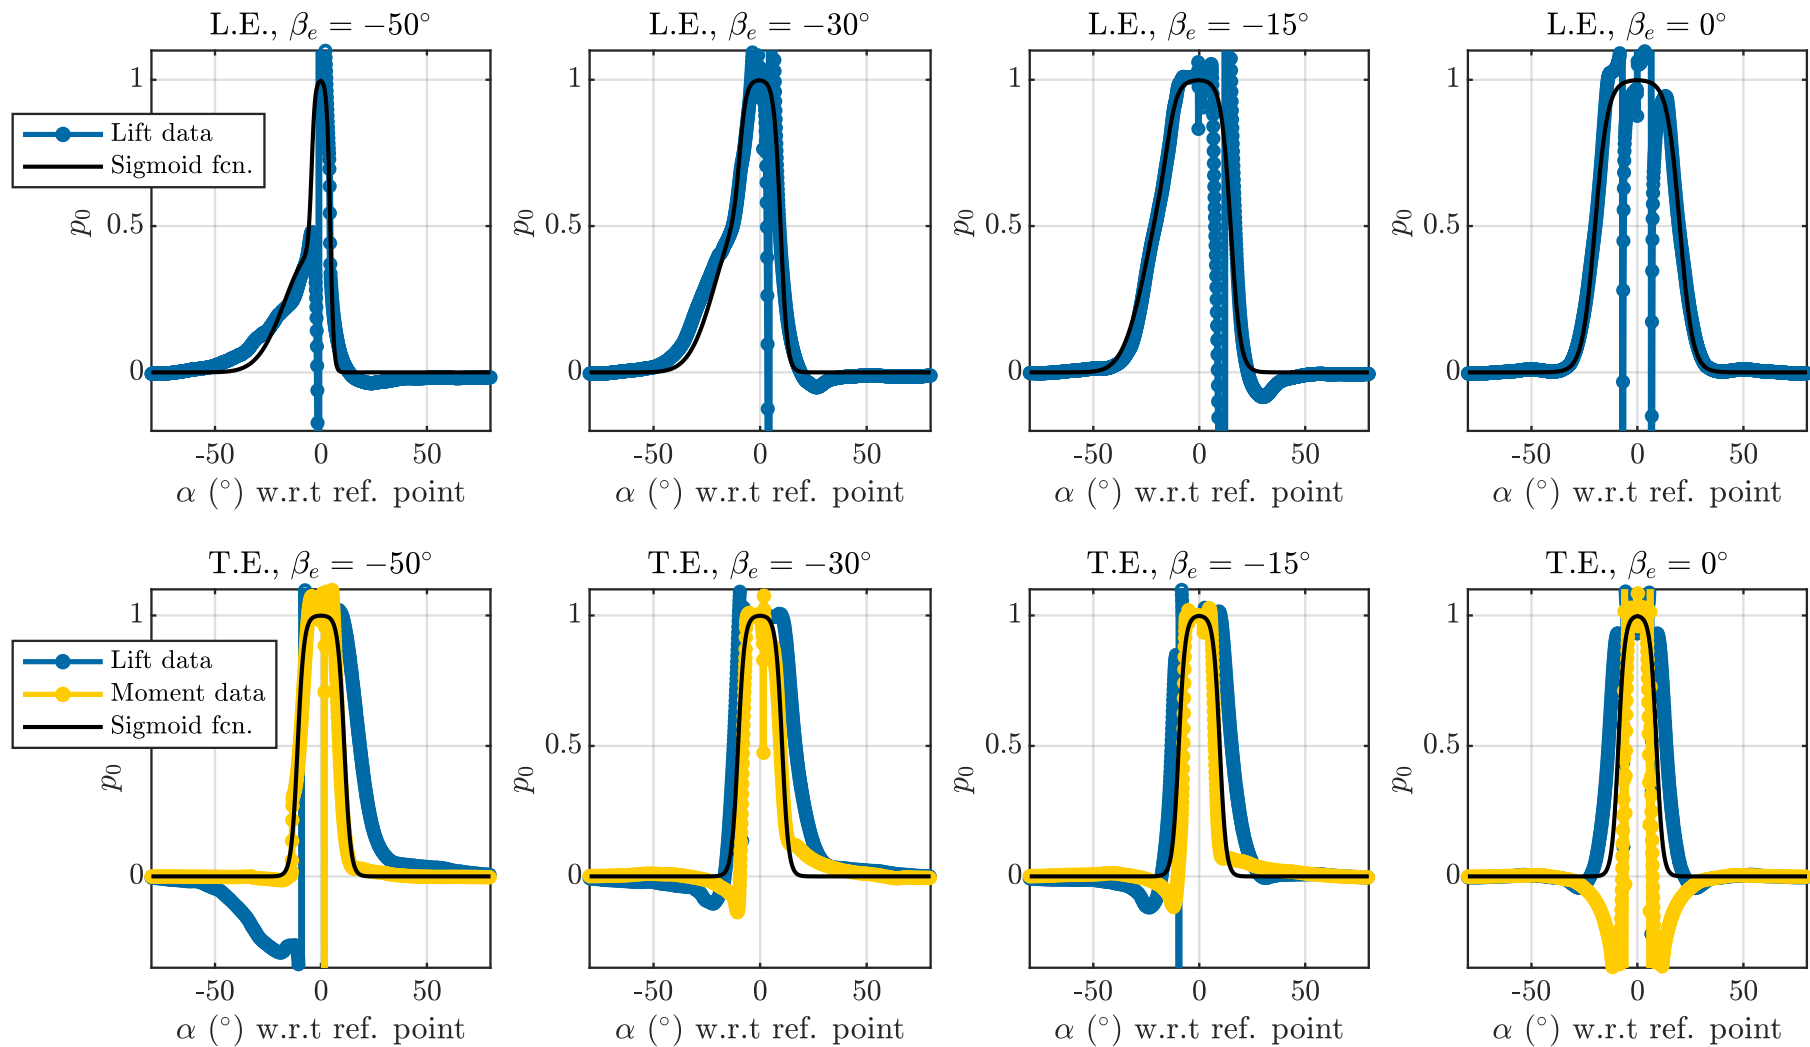 L.E., βₑ = −50°
L.E., βₑ = −30°
L.E., βₑ = −15°
L.E., βₑ = 0°
1
0.5
0
p₀
Lift data
Sigmoid fcn.
-50 0 50
α (°) w.r.t ref. point
1
0.5
0
p₀
-50 0 50
α (°) w.r.t ref. point
1
0.5
0
p₀
-50 0 50
α (°) w.r.t ref. point
1
0.5
0
p₀
-50 0 50
α (°) w.r.t ref. point
T.E., βₑ = −50°
T.E., βₑ = −30°
T.E., βₑ = −15°
T.E., βₑ = 0°
1
0.5
0
p₀
Lift data
Moment data
Sigmoid fcn.
-50 0 50
α (°) w.r.t ref. point
1
0.5
0
p₀
-50 0 50
α (°) w.r.t ref. point
1
0.5
0
p₀
-50 0 50
α (°) w.r.t ref. point
1
0.5
0
p₀
-50 0 50
α (°) w.r.t ref. point